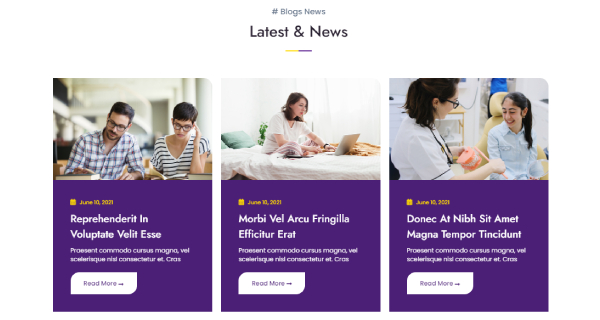 # Blogs News
Latest & News
June 10, 2021
Reprehenderit In
Voluptate Velit Esse
Praesent commodo cursus magna, vel
scelerisque nisl consectetur et. Cras
Read More →
June 10, 2021
Morbi Vel Arcu Fringilla
Efficitur Erat
Praesent commodo cursus magna, vel
scelerisque nisl consectetur et. Cras
Read More →
June 10, 2021
Donec At Nibh Sit Amet
Magna Tempor Tincidunt
Praesent commodo cursus magna, vel
scelerisque nisl consectetur et. Cras
Read More →